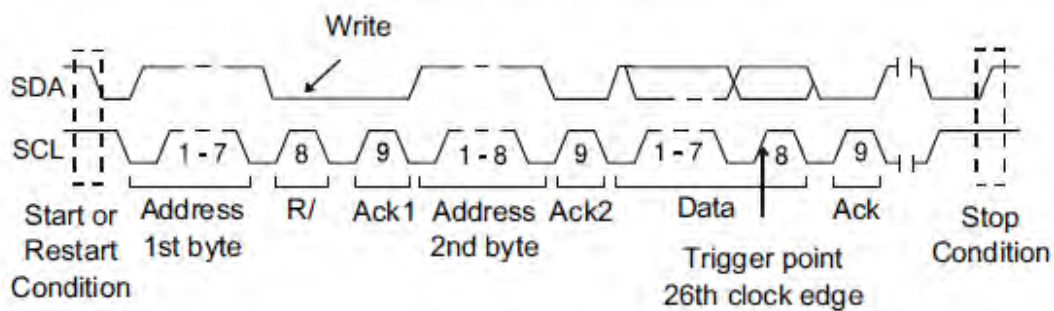 Write
SDA
SCL
1 - 7
8
9
1 - 8
9
1 - 7
8
9
Start or
Restart
Condition
Address
1st byte
R/
Ack1
Address
2nd byte
Ack2
Data
Ack
Trigger point
26th clock edge
Stop
Condition